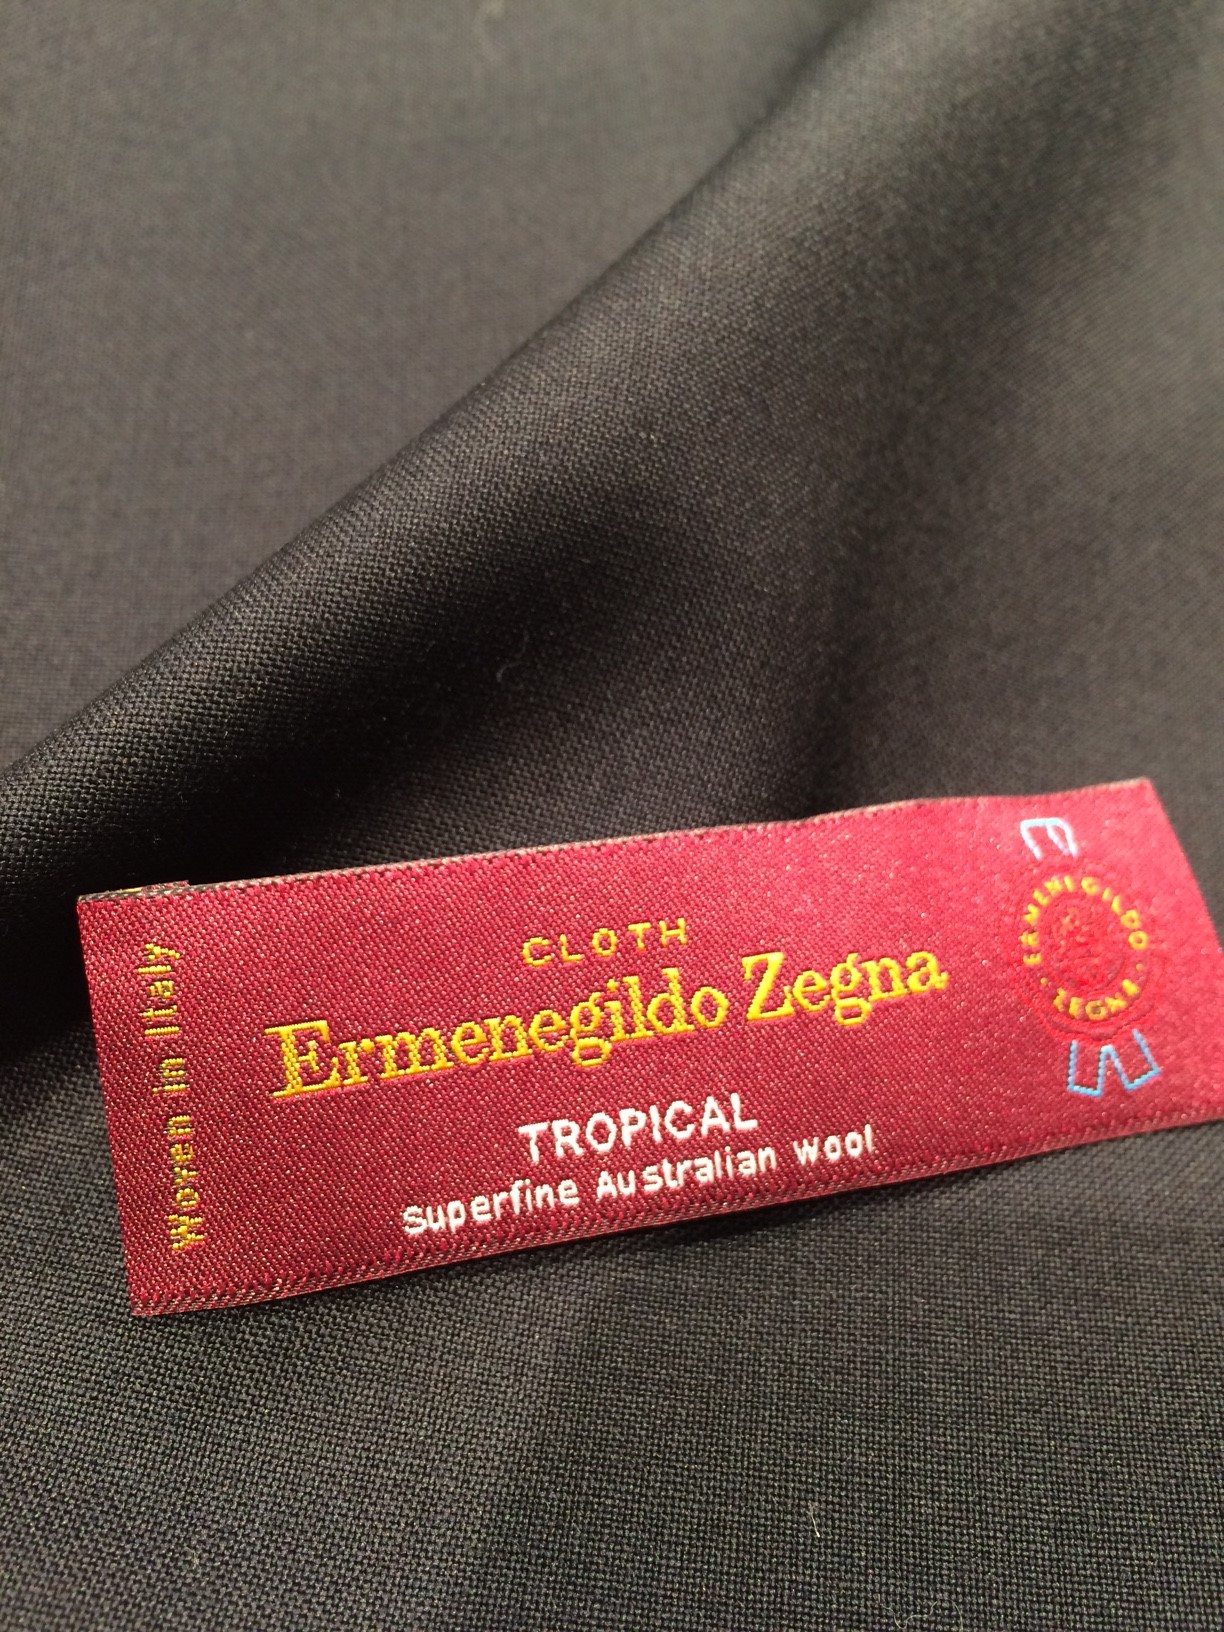 CLOTH
Ermenegildo Zegna
TROPICAL
Superfine Australian Wool
Woven in Italy
ERMENEGILDO
ZEGNA